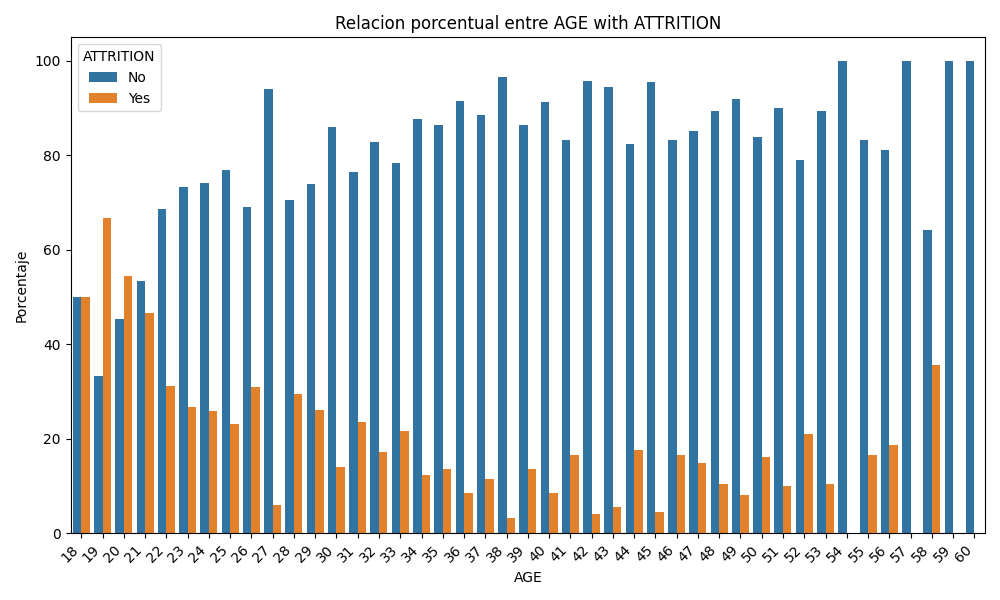 Relacion porcentual entre AGE with ATTRITION
ATTRITION
No
Yes
Porcentaje
100
80
60
40
20
0
18 19 20 21 22 23 24 25 26 27 28 29 30 31 32 33 34 35 36 37 38 39 40 41 42 43 44 45 46 47 48 49 50 51 52 53 54 55 56 57 58 59 60
AGE